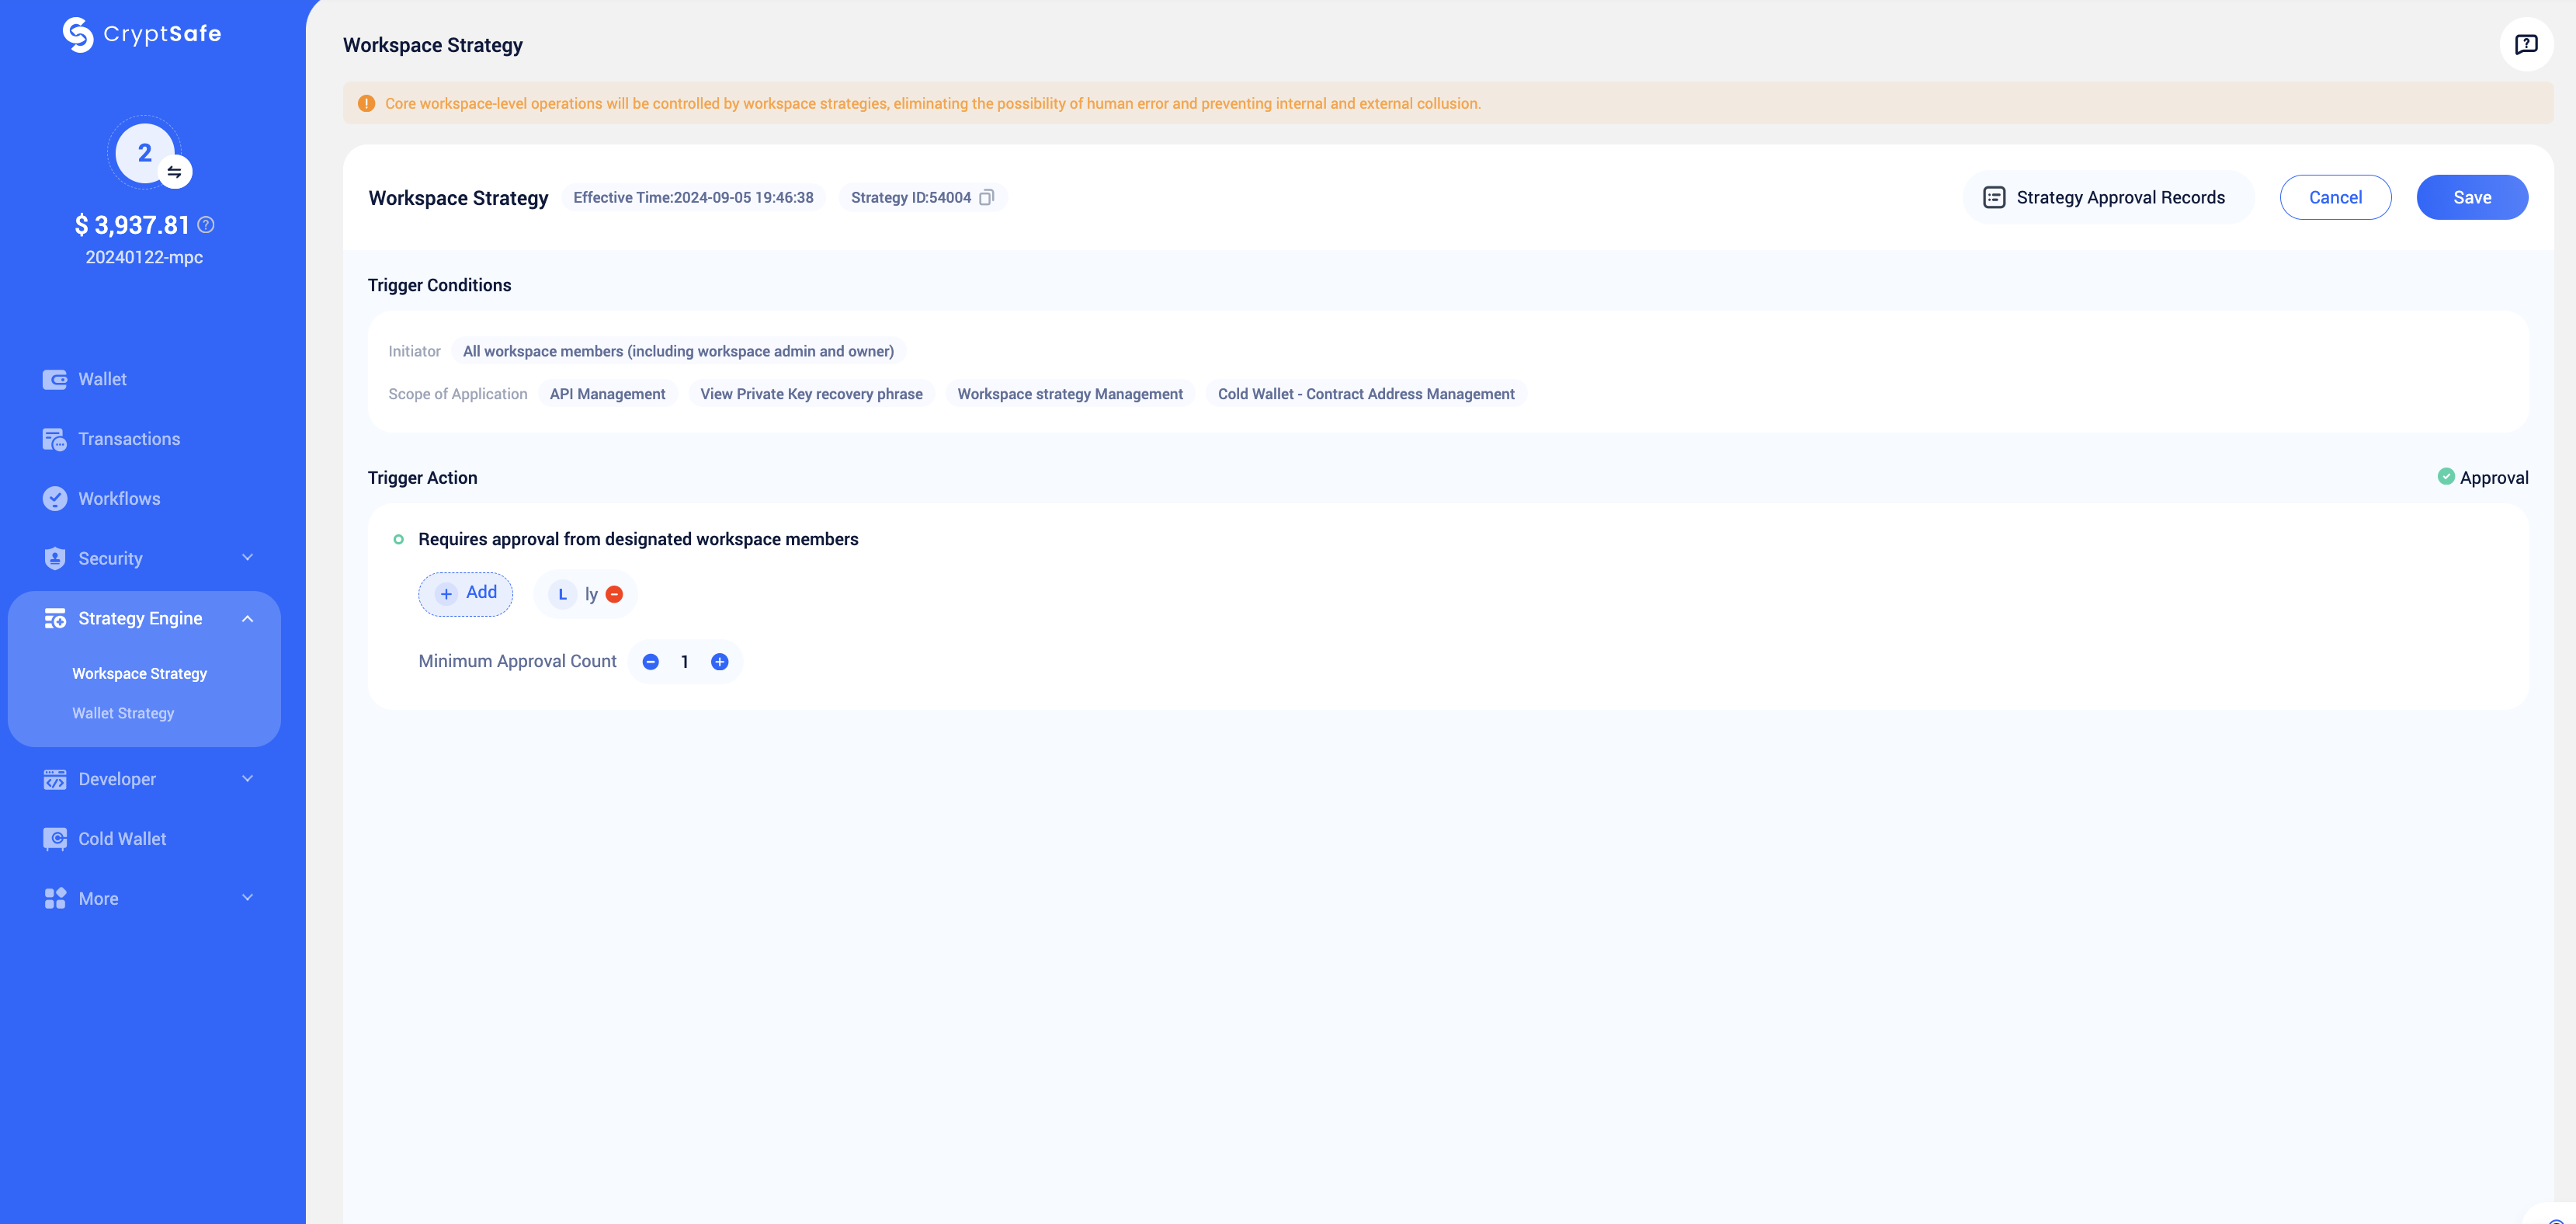 CryptSafe
2
$ 3,937.81
20240122-mpc
Wallet
Transactions
Workflows
Security
Strategy Engine
Workspace Strategy
Wallet Strategy
Developer
Cold Wallet
More
Workspace Strategy
Core workspace-level operations will be controlled by workspace strategies, eliminating the possibility of human error and preventing internal and external collusion.
Workspace Strategy Effective Time:2024-09-05 19:46:38 Strategy ID:54004 Strategy Approval Records Cancel Save
Trigger Conditions
Initiator All workspace members (including workspace admin and owner)
Scope of Application API Management View Private Key recovery phrase Workspace strategy Management Cold Wallet - Contract Address Management
Trigger Action Approval
Requires approval from designated workspace members
+ Add L ly
Minimum Approval Count 1